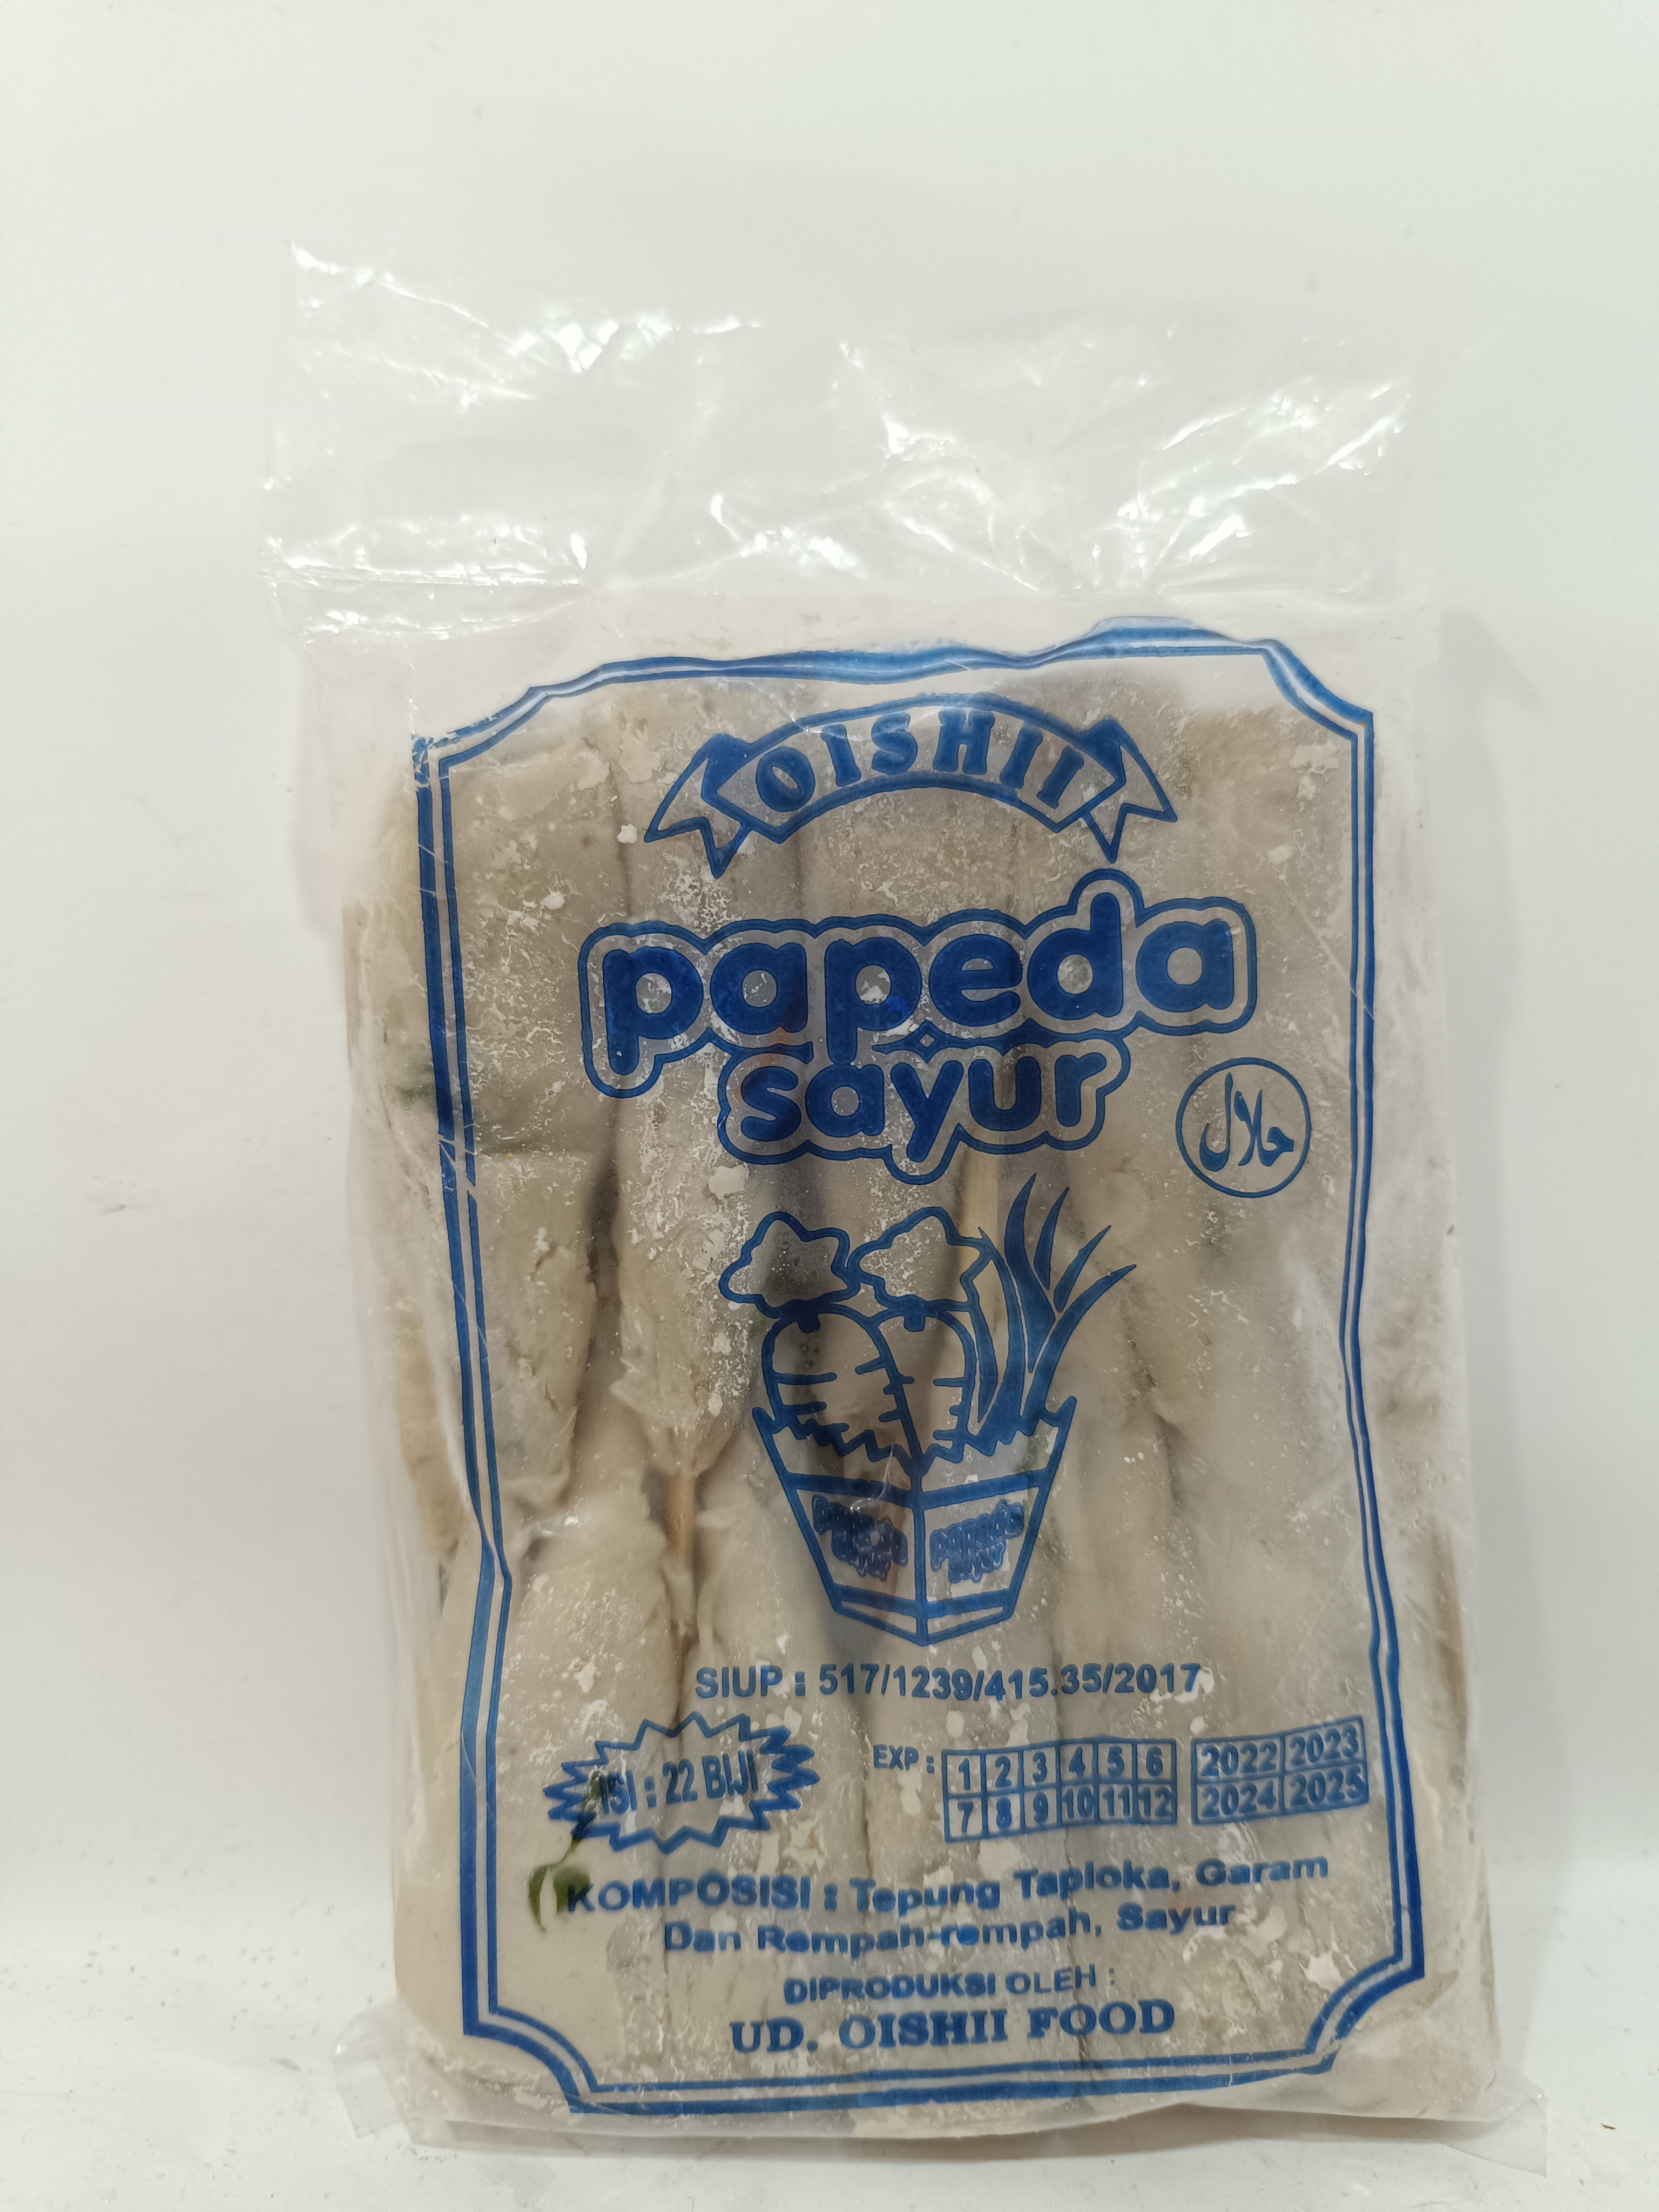 OISHII
papeda
sayur
حلال
papeda papeda
sayur sayur
SIUP : 517/1239/415.35/2017
ISI : 22 BIJI
EXP : 1 2 3 4 5 6 2022 2023
7 8 9 10 11 12 2024 2025
KOMPOSISI : Tepung Tapioka, Garam
Dan Rempah-rempah, Sayur
DIPRODUKSI OLEH :
UD. OISHII FOOD